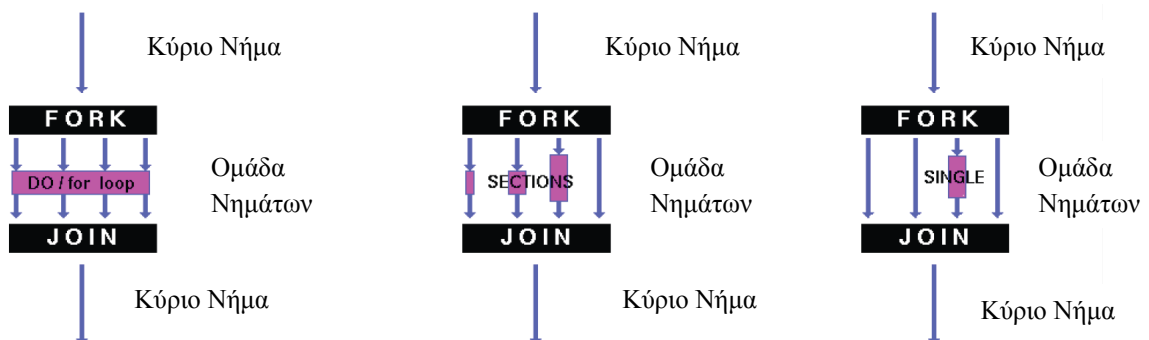 Κύριο Νήμα
FORK
DO / for loop
Ομάδα
Νημάτων
JOIN
Κύριο Νήμα
Κύριο Νήμα
FORK
SECTIONS
Ομάδα
Νημάτων
JOIN
Κύριο Νήμα
Κύριο Νήμα
FORK
SINGLE
Ομάδα
Νημάτων
JOIN
Κύριο Νήμα